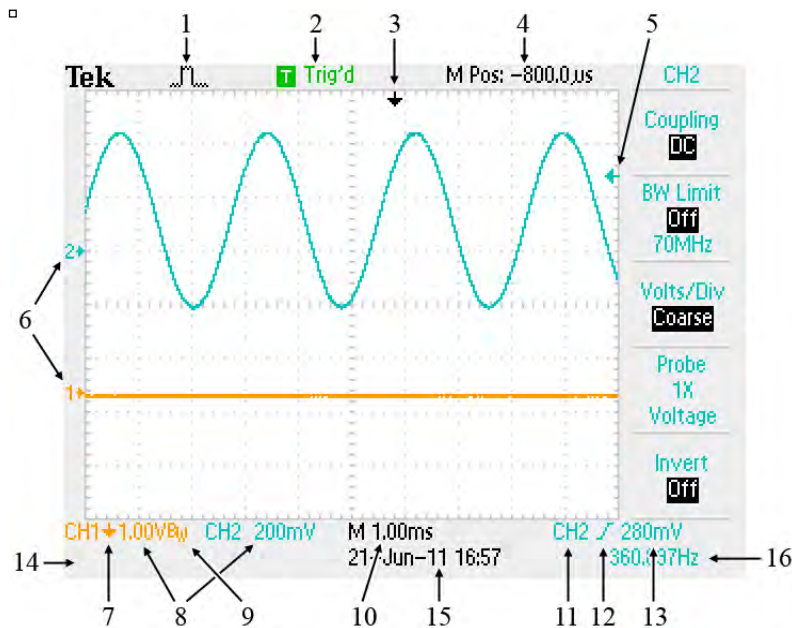 1 2 3 4 5
Tek T Trig'd M Pos: -800.0µs CH2
Coupling
DC
BW Limit
Off
70MHz
2
Volts/Div
Coarse
6
Probe
1X
Voltage
1
Invert
Off
CH1 1.00VBW CH2 200mV M 1.00ms CH2 280mV
14 21-Jun-11 16:57 16
7 8 9 10 15 11 12 13